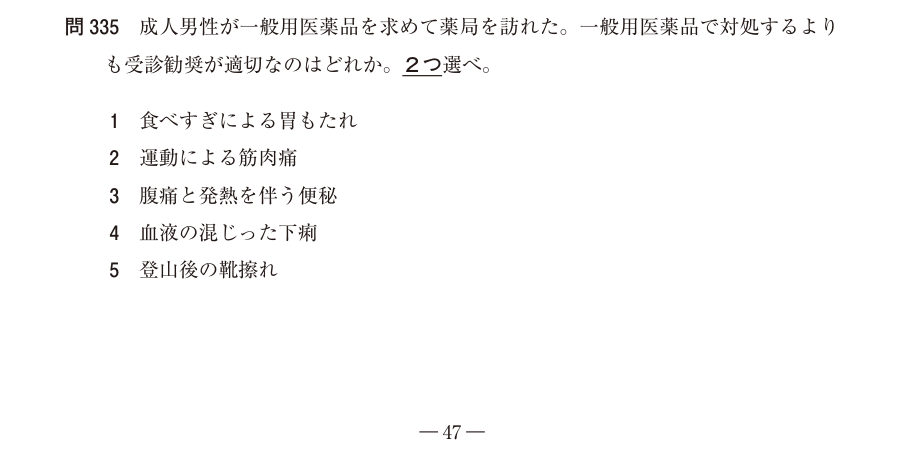 問 335 成人男性が一般用医薬品を求めて薬局を訪れた。一般用医薬品で対処するより
も受診勧奨が適切なのはどれか。２つ選べ。
1 食べすぎによる胃もたれ
2 運動による筋肉痛
3 腹痛と発熱を伴う便秘
4 血液の混じった下痢
5 登山後の靴擦れ
― 47 ―